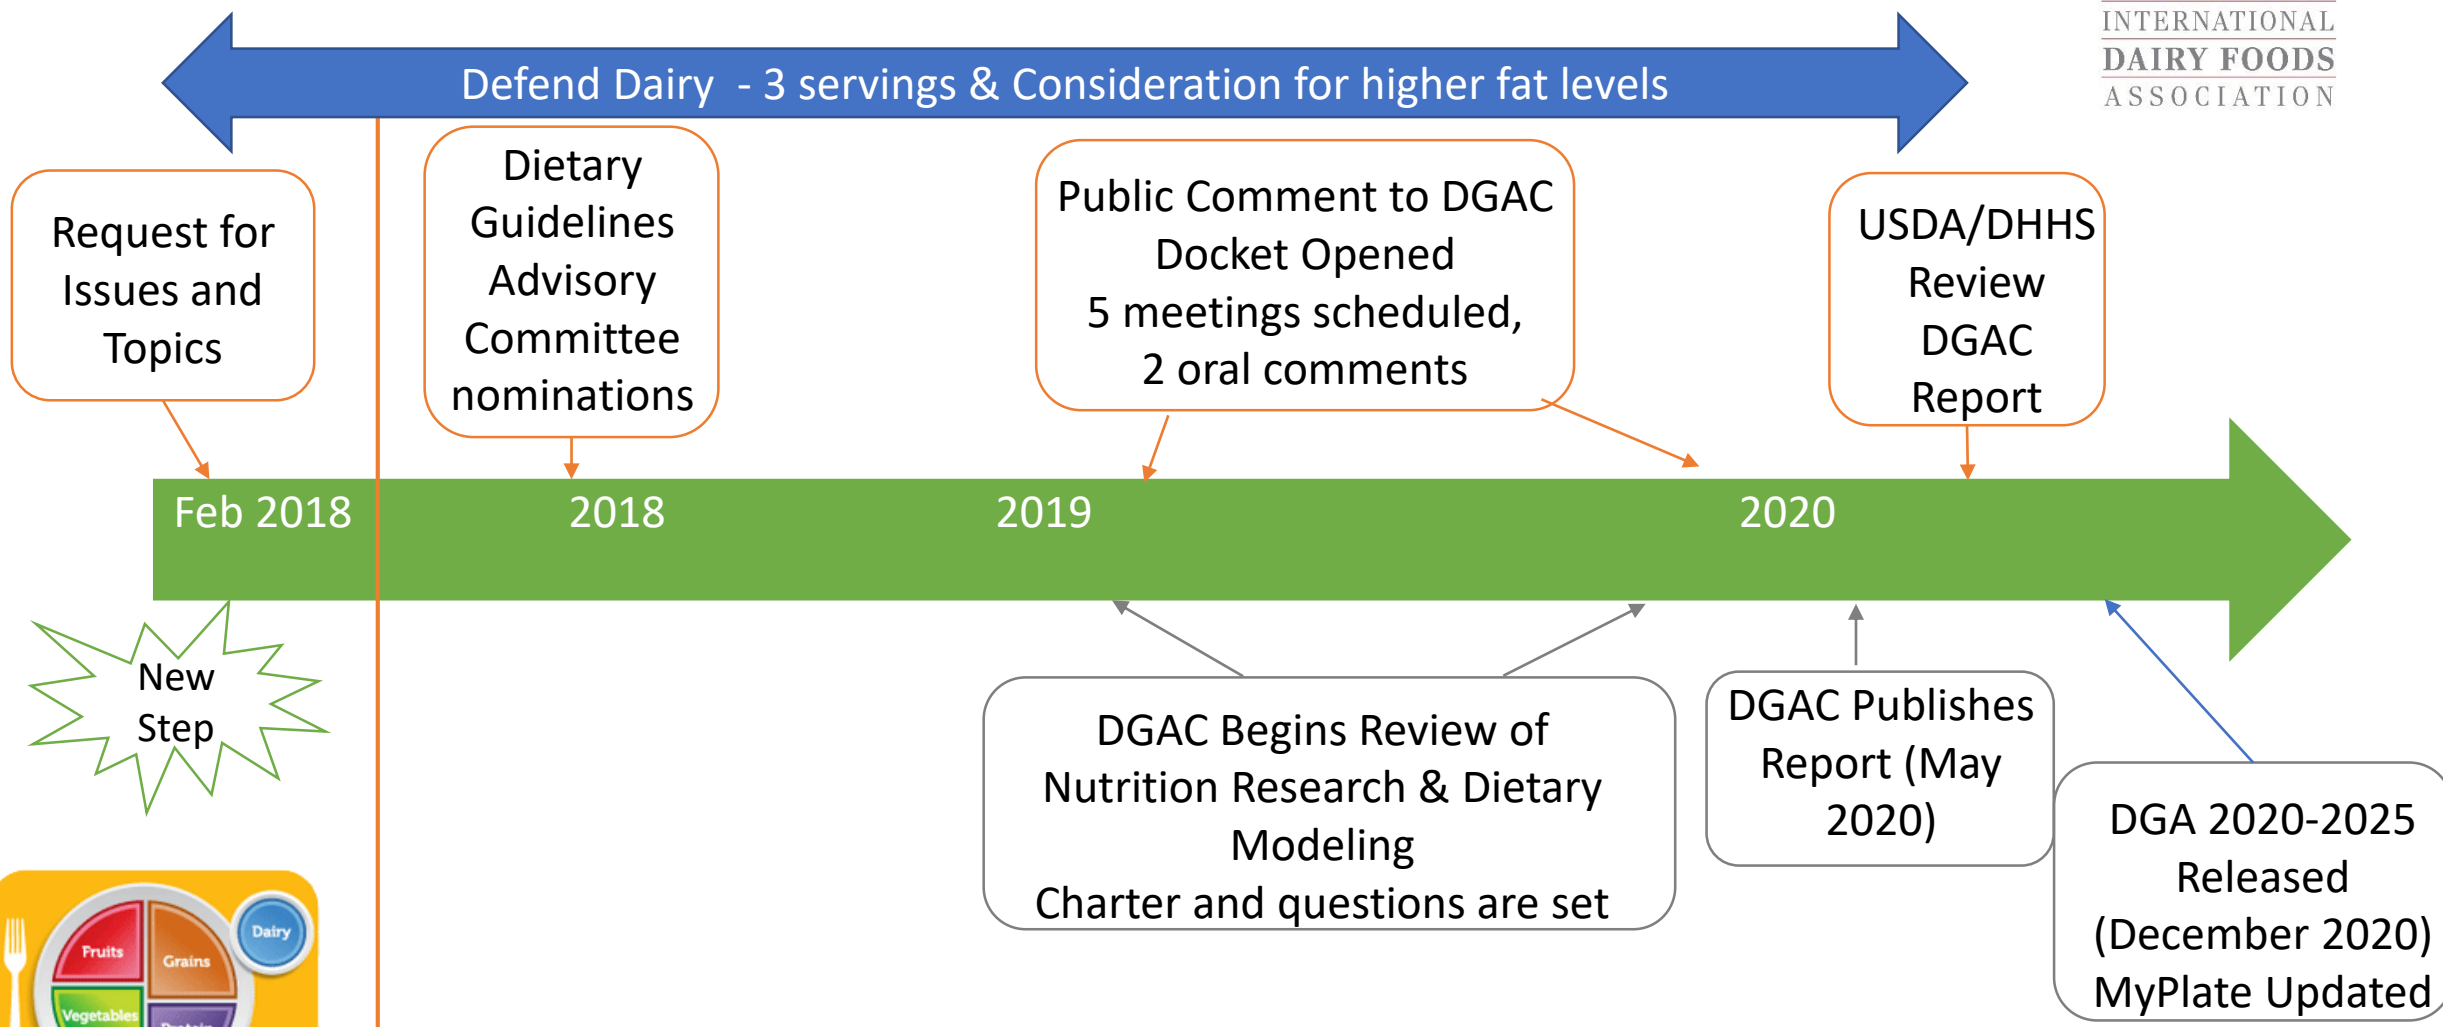 INTERNATIONAL
DAIRY FOODS
ASSOCIATION
Defend Dairy - 3 servings & Consideration for higher fat levels
Request for
Issues and
Topics
Dietary
Guidelines
Advisory
Committee
nominations
Public Comment to DGAC
Docket Opened
5 meetings scheduled,
2 oral comments
USDA/DHHS
Review
DGAC
Report
Feb 2018
2018
2019
2020
New
Step
DGAC Begins Review of
Nutrition Research & Dietary
Modeling
Charter and questions are set
DGAC Publishes
Report (May
2020)
DGA 2020-2025
Released
(December 2020)
MyPlate Updated
Dairy
Fruits
Grains
Vegetables
Protein